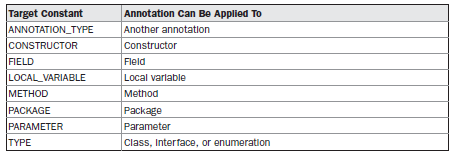 Target Constant Annotation Can Be Applied To
ANNOTATION_TYPE Another annotation
CONSTRUCTOR Constructor
FIELD Field
LOCAL_VARIABLE Local variable
METHOD Method
PACKAGE Package
PARAMETER Parameter
TYPE Class, interface, or enumeration